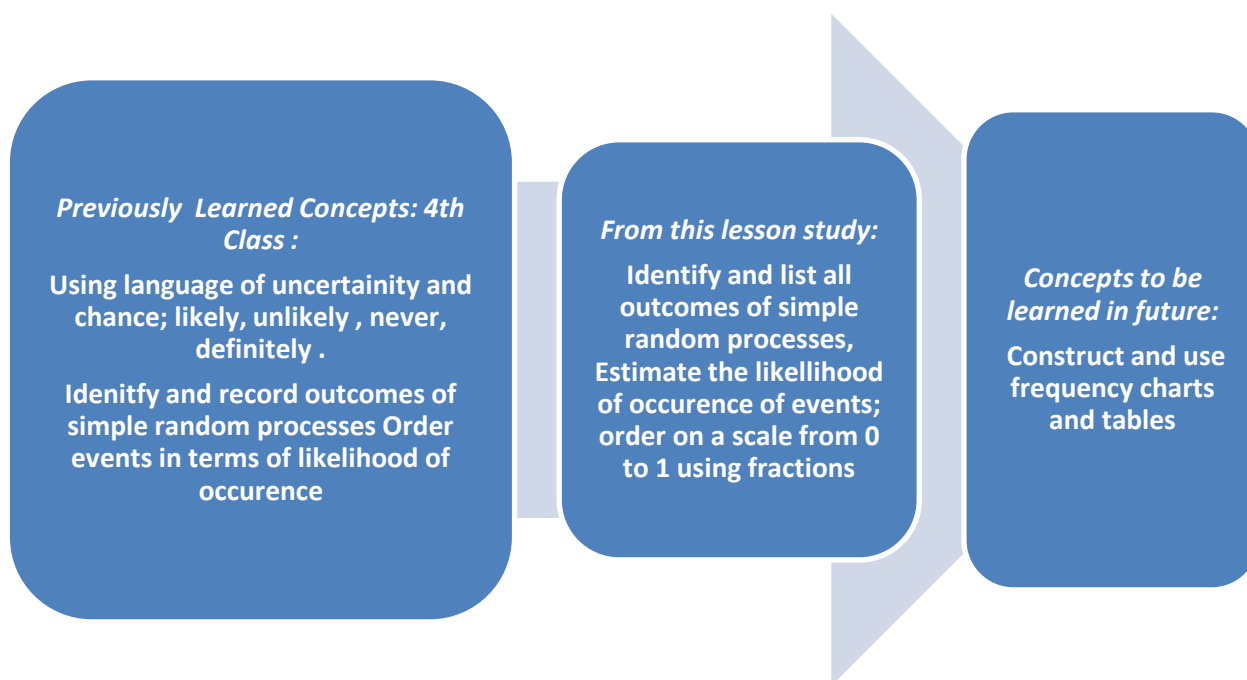 Previously Learned Concepts: 4th
Class :
Using language of uncertainity and
chance; likely, unlikely , never,
definitely .
Idenitfy and record outcomes of
simple random processes Order
events in terms of likelihood of
occurence
From this lesson study:
Identify and list all
outcomes of simple
random processes,
Estimate the likellihood
of occurence of events;
order on a scale from 0
to 1 using fractions
Concepts to be
learned in future:
Construct and use
frequency charts
and tables